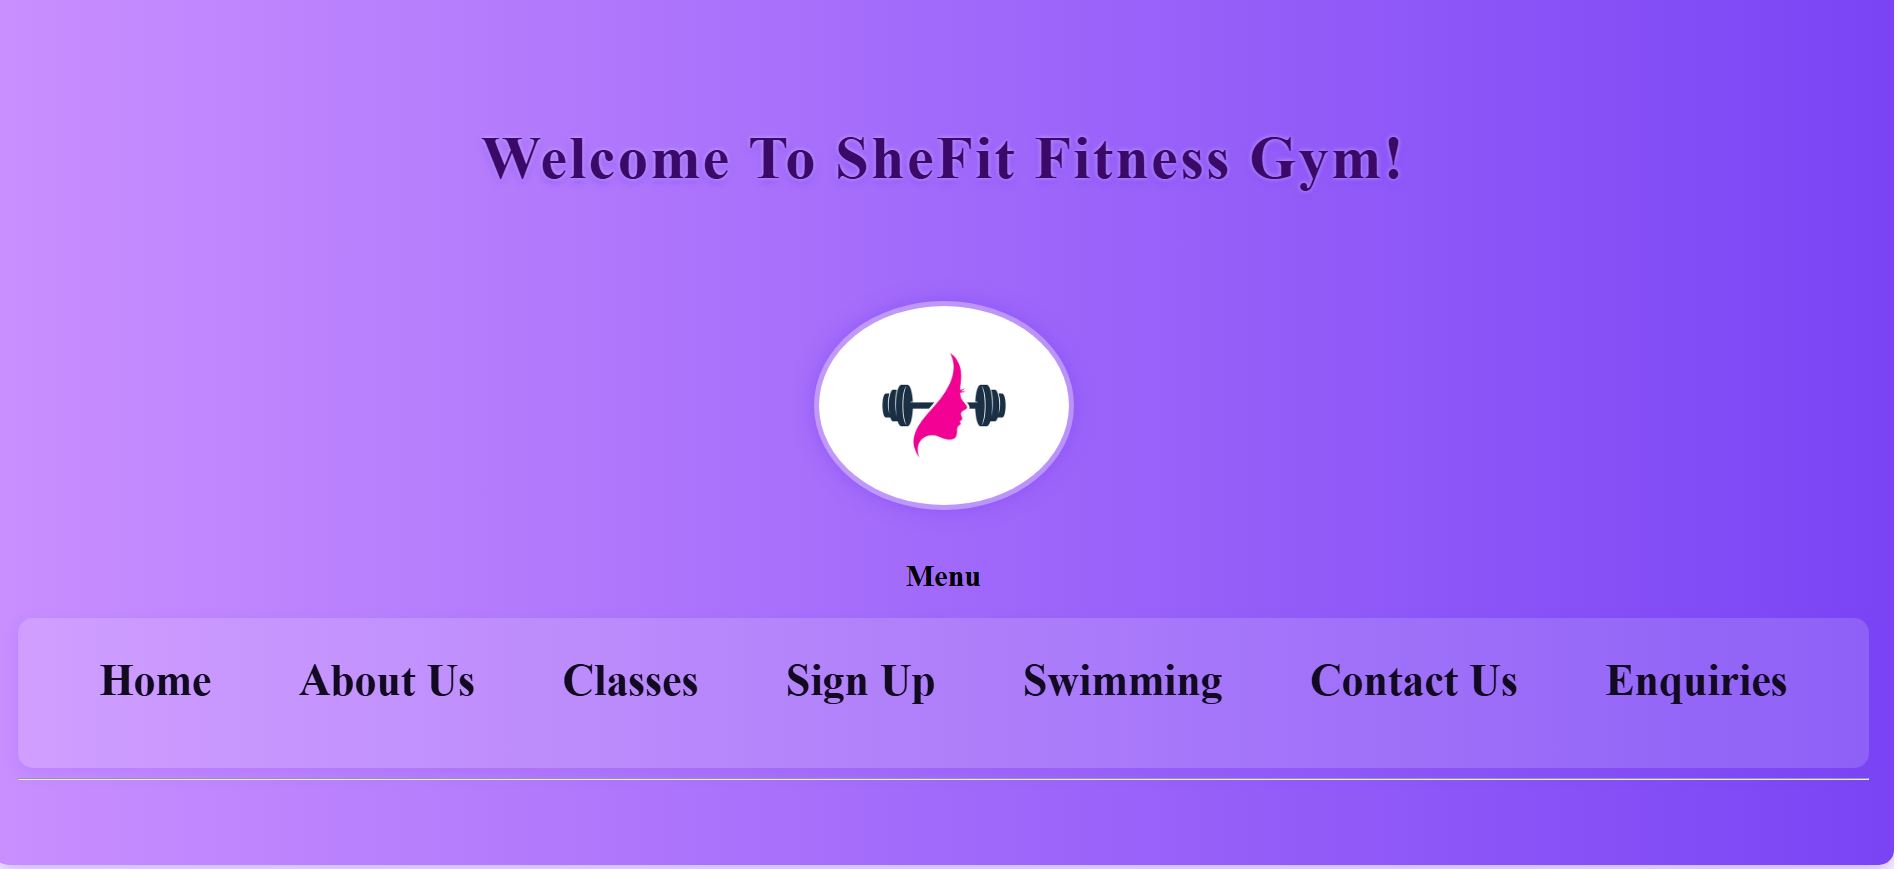 Welcome To SheFit Fitness Gym!
Menu
Home About Us Classes Sign Up Swimming Contact Us Enquiries